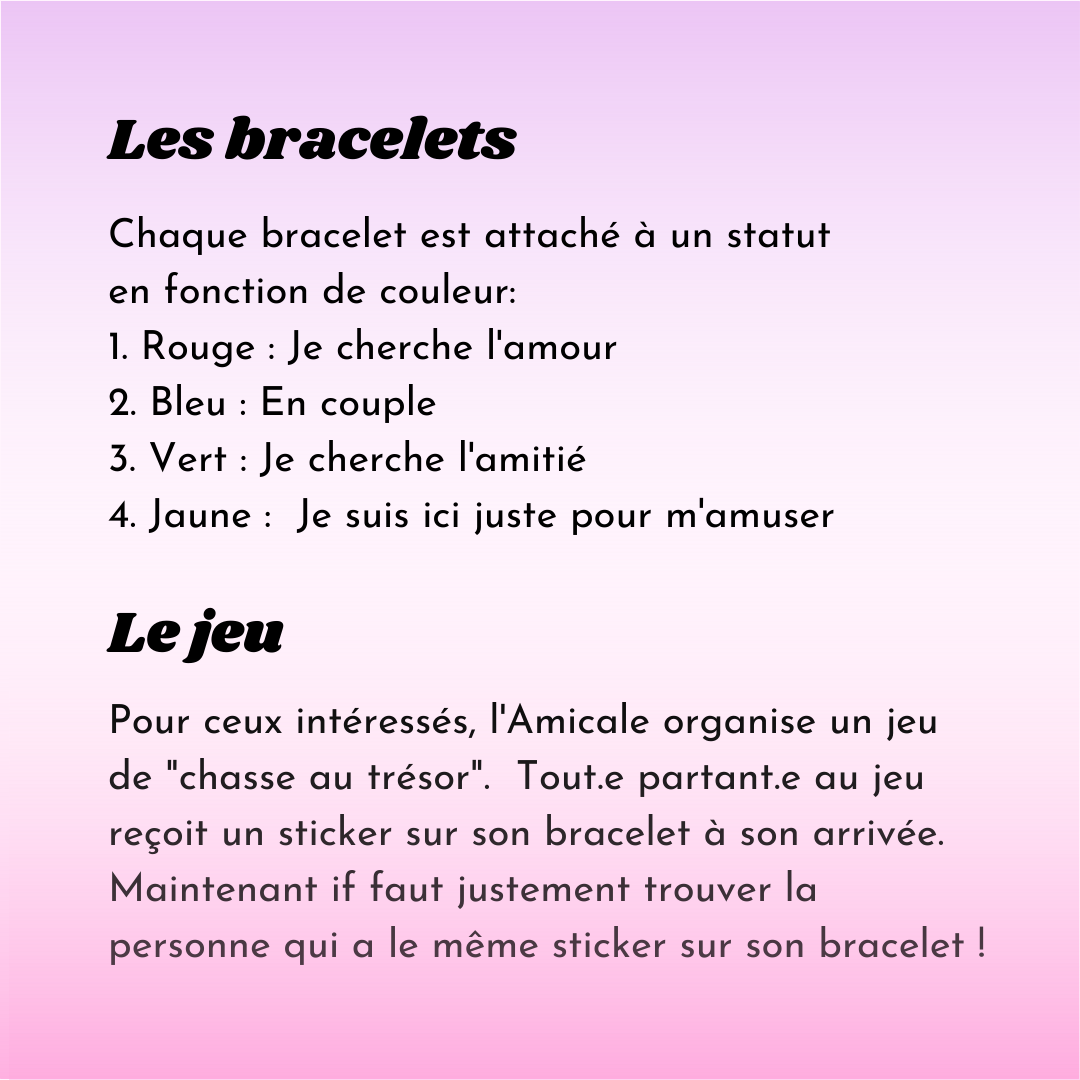 Les bracelets
Chaque bracelet est attaché à un statut
en fonction de couleur:
1. Rouge : Je cherche l'amour
2. Bleu : En couple
3. Vert : Je cherche l'amitié
4. Jaune :  Je suis ici juste pour m'amuser
Le jeu
Pour ceux intéressés, l'Amicale organise un jeu
de "chasse au trésor".  Tout.e partant.e au jeu
reçoit un sticker sur son bracelet à son arrivée.
Maintenant if faut justement trouver la
personne qui a le même sticker sur son bracelet !